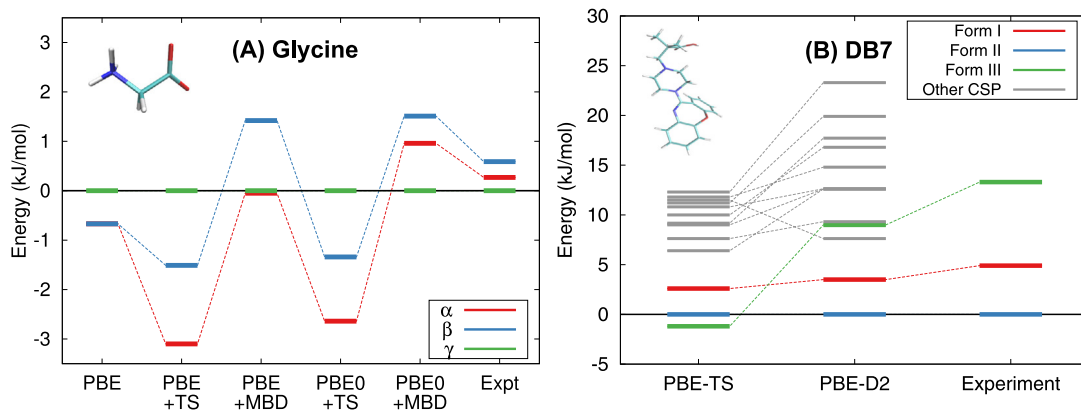 (A) Glycine
Energy (kJ/mol)
3
2
1
0
-1
-2
-3
α
β
γ
PBE
PBE
+TS
PBE
+MBD
PBE0
+TS
PBE0
+MBD
Expt
(B) DB7
Energy (kJ/mol)
30
25
20
15
10
5
0
-5
Form I
Form II
Form III
Other CSP
PBE-TS
PBE-D2
Experiment